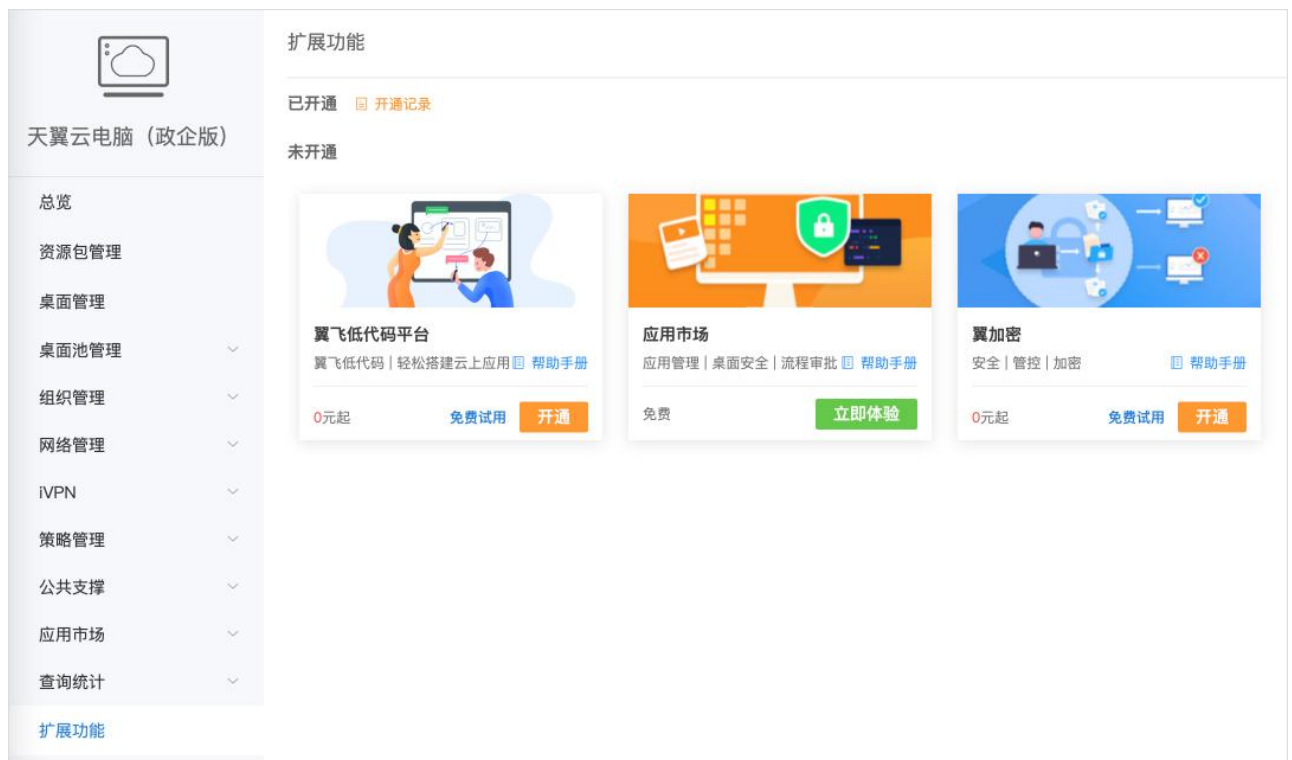 天翼云电脑（政企版）
总览
资源包管理
桌面管理
桌面池管理
组织管理
网络管理
iVPN
策略管理
公共支撑
应用市场
查询统计
扩展功能
扩展功能
已开通 开通记录
未开通
翼飞低代码平台
翼飞低代码 | 轻松搭建云上应用 帮助手册
0元起 免费试用 开通
应用市场
应用管理 | 桌面安全 | 流程审批 帮助手册
免费 立即体验
翼加密
安全 | 管控 | 加密 帮助手册
0元起 免费试用 开通